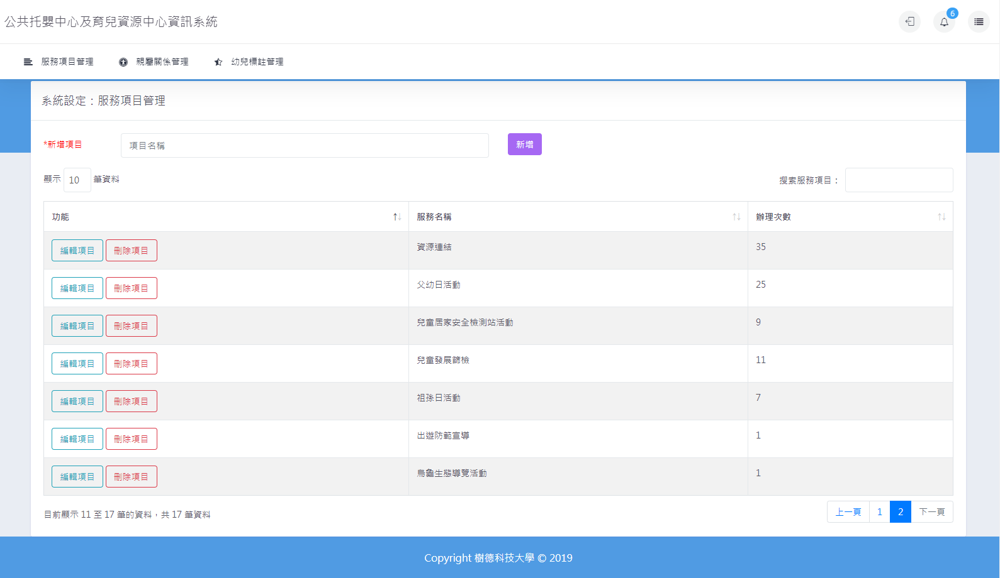 公共托嬰中心及育兒資源中心資訊系統
6
服務項目管理 親屬關係管理 幼兒標註管理
系統設定：服務項目管理
*新增項目 項目名稱 新增
顯示 10 筆資料 搜索服務項目：
功能 服務名稱 辦理次數
編輯項目 刪除項目 資源連結 35
編輯項目 刪除項目 父幼日活動 25
編輯項目 刪除項目 兒童居家安全檢測站活動 9
編輯項目 刪除項目 兒童發展篩檢 11
編輯項目 刪除項目 祖孫日活動 7
編輯項目 刪除項目 出遊防範宣導 1
編輯項目 刪除項目 烏龜生態導覽活動 1
目前顯示 11 至 17 筆的資料，共 17 筆資料 上一頁 1 2 下一頁
Copyright 樹德科技大學 © 2019